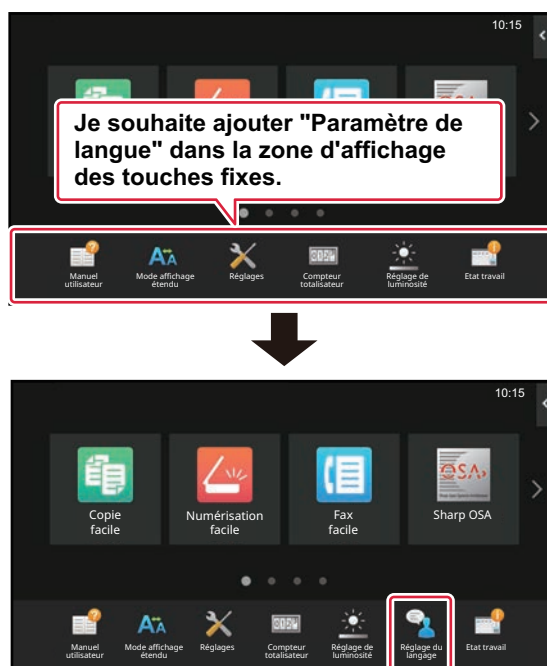 10:15
Je souhaite ajouter "Paramètre de
langue" dans la zone d'affichage
des touches fixes.
Manuel
utilisateur
Mode affichage
étendu
Réglages
Compteur
totalisateur
Réglage de
luminosité
Etat travail
10:15
Copie
facile
Numérisation
facile
Fax
facile
Sharp OSA
Manuel
utilisateur
Mode affichage
étendu
Réglages
Compteur
totalisateur
Réglage de
luminosité
Réglage du
langage
Etat travail